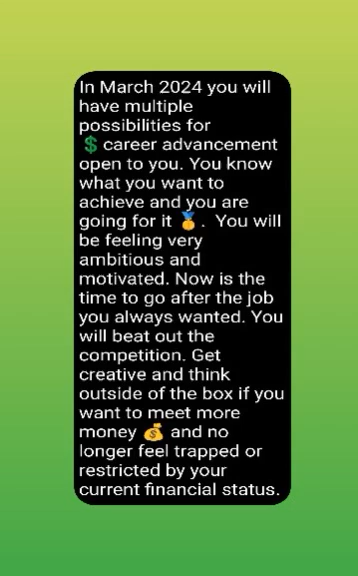 In March 2024 you will
have multiple
possibilities for
💲career advancement
open to you. You know
what you want to
achieve and you are
going for it 🏅.  You will
be feeling very
ambitious and
motivated. Now is the
time to go after the job
you always wanted. You
will beat out the
competition. Get
creative and think
outside of the box if you
want to meet more
money 💰 and no
longer feel trapped or
restricted by your
current financial status.